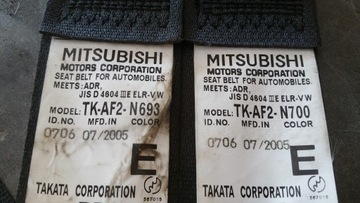 MITSUBISHI
MOTORS CORPORATION
SEAT BELT FOR AUTOMOBILES.
MEETS: ADR,
JIS D 4604 III E ELR-VW
MODEL: TK-AF2- N693
ID.NO. MFD.IN COLOR
0706 07/2005
E
TAKATA CORPORATION
567015
MITSUBISHI
MOTORS CORPORATION
SEAT BELT FOR AUTOMOBILES.
MEETS: ADR,
JIS D 4604 III E ELR-VW
MODEL: TK-AF2- N700
ID.NO. MFD.IN COLOR
0706 07/2005
E
TAKATA CORPORATION
567015